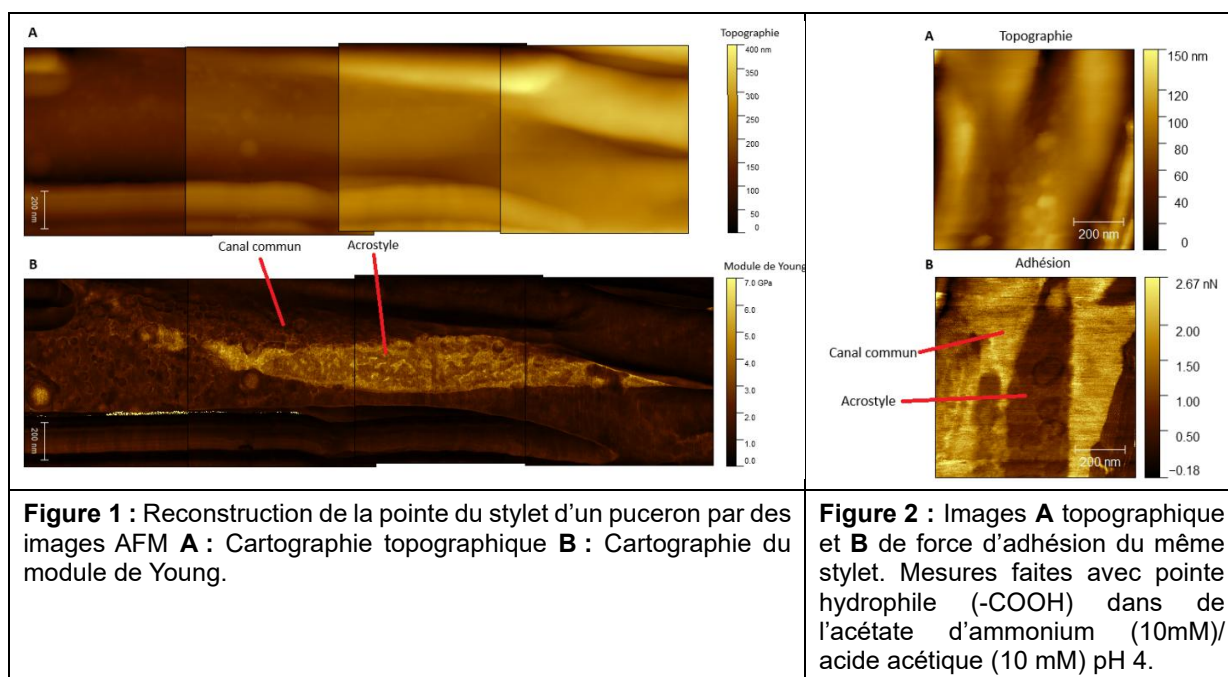 A
Topographie
400 nm
350
300
250
200
150
100
50
0
200 nm
Canal commun
Acrostyle
B
Module de Young
7.0 GPa
6.0
5.0
4.0
3.0
2.0
1.0
0.0
200 nm
Figure 1 : Reconstruction de la pointe du stylet d’un puceron par des
images AFM A : Cartographie topographique B : Cartographie du
module de Young.
A
Topographie
150 nm
120
100
80
60
40
20
0
200 nm
B
Adhésion
2.67 nN
2.00
1.50
1.00
0.50
−0.18
Canal commun
Acrostyle
200 nm
Figure 2 : Images A topographique
et B de force d’adhésion du même
stylet. Mesures faites avec pointe
hydrophile (-COOH) dans de
l’acétate d’ammonium (10mM)/
acide acétique (10 mM) pH 4.